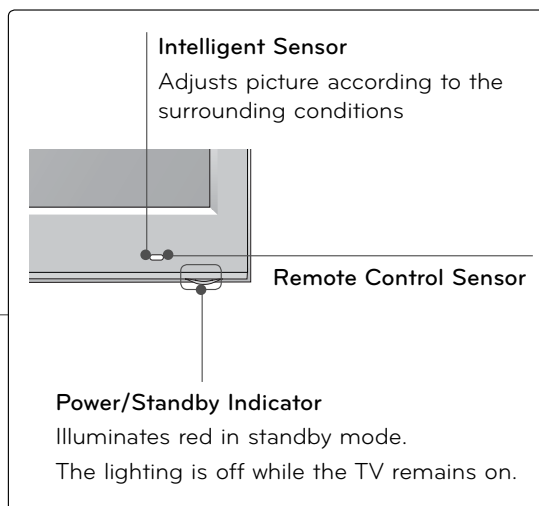 Intelligent Sensor
Adjusts picture according to the
surrounding conditions
Remote Control Sensor
Power/Standby Indicator
Illuminates red in standby mode.
The lighting is off while the TV remains on.